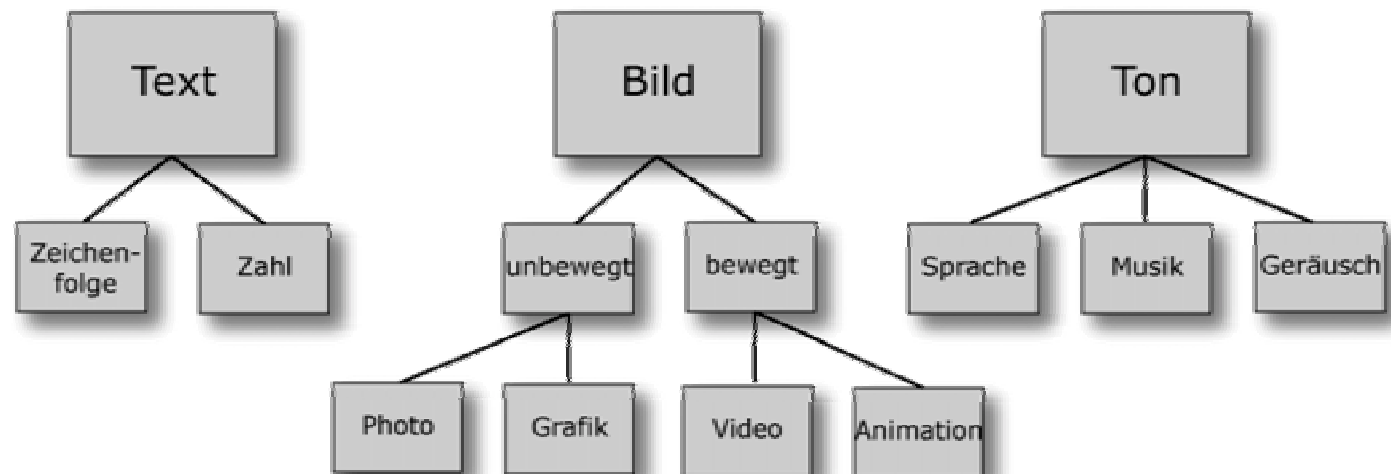 Text
Bild
Ton
Zeichen-
folge
Zahl
unbewegt
bewegt
Sprache
Musik
Geräusch
Photo
Grafik
Video
Animation